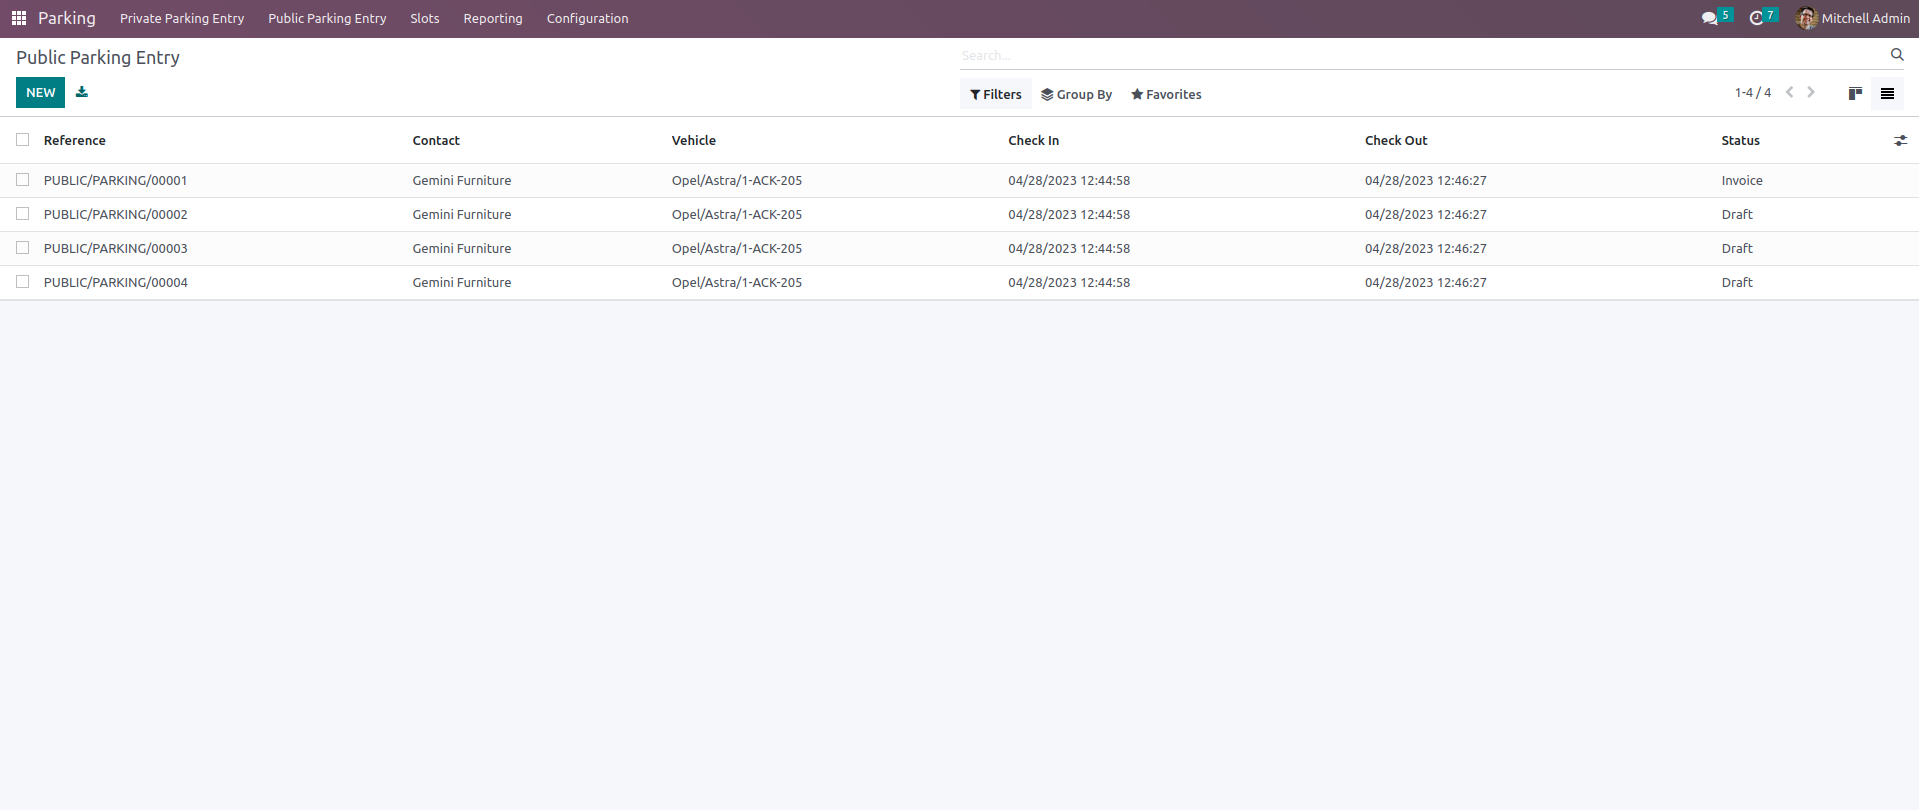 Parking Private Parking Entry Public Parking Entry Slots Reporting Configuration 5 7 Mitchell Admin
Public Parking Entry Search...
NEW Filters Group By Favorites 1-4 / 4
Reference Contact Vehicle Check In Check Out Status
PUBLIC/PARKING/00001 Gemini Furniture Opel/Astra/1-ACK-205 04/28/2023 12:44:58 04/28/2023 12:46:27 Invoice
PUBLIC/PARKING/00002 Gemini Furniture Opel/Astra/1-ACK-205 04/28/2023 12:44:58 04/28/2023 12:46:27 Draft
PUBLIC/PARKING/00003 Gemini Furniture Opel/Astra/1-ACK-205 04/28/2023 12:44:58 04/28/2023 12:46:27 Draft
PUBLIC/PARKING/00004 Gemini Furniture Opel/Astra/1-ACK-205 04/28/2023 12:44:58 04/28/2023 12:46:27 Draft